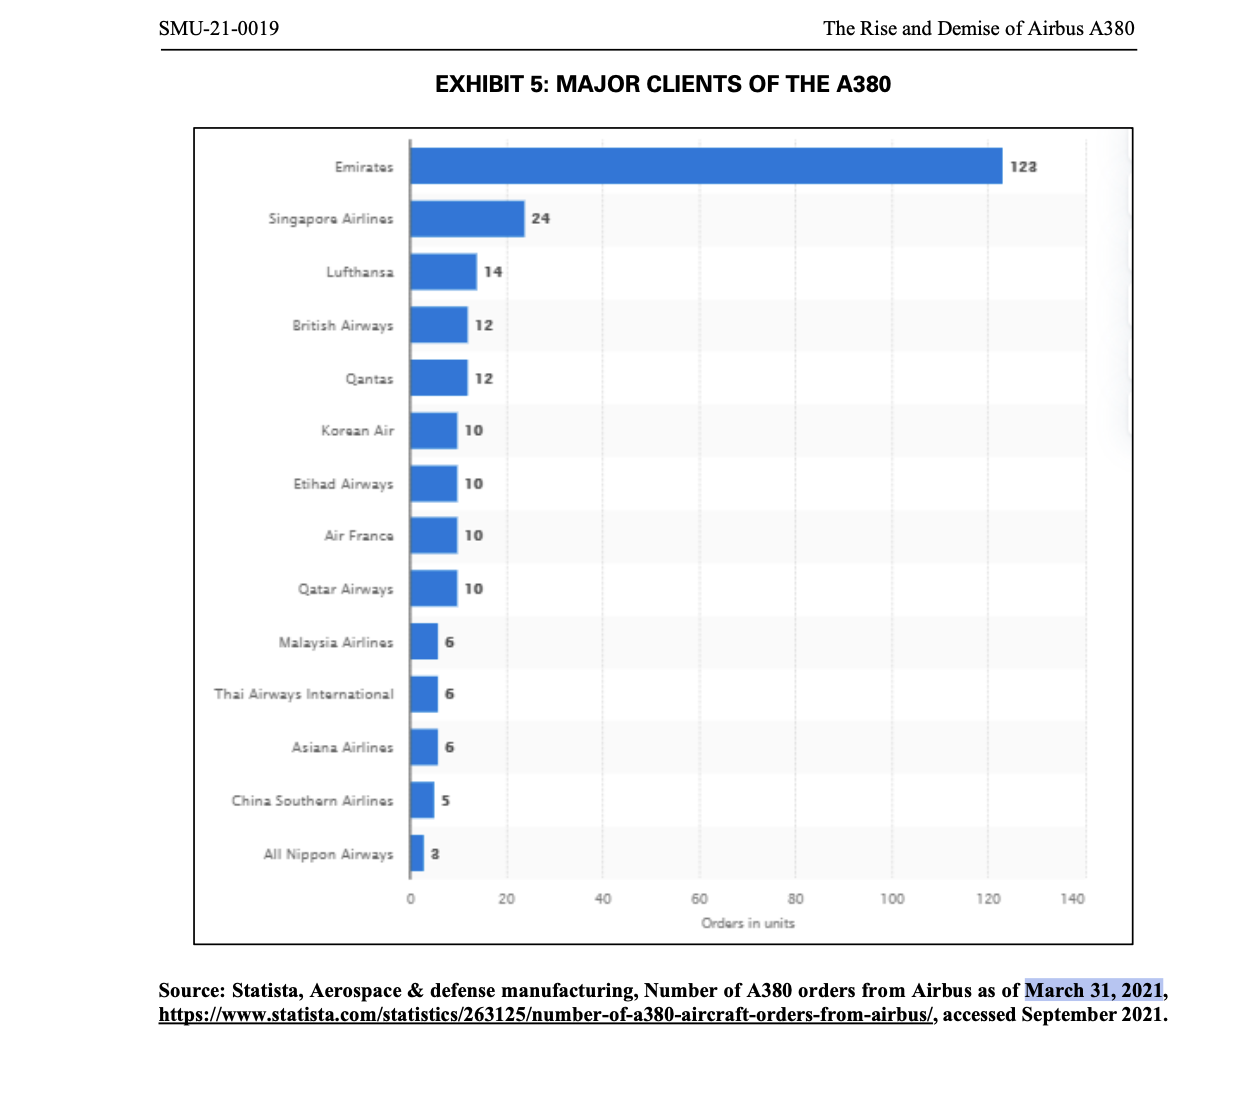 SMU-21-0019 The Rise and Demise of Airbus A380
EXHIBIT 5: MAJOR CLIENTS OF THE A380
Emirates 123
Singapore Airlines 24
Lufthansa 14
British Airways 12
Qantas 12
Korean Air 10
Etihad Airways 10
Air France 10
Qatar Airways 10
Malaysia Airlines 6
Thai Airways International 6
Asiana Airlines 6
China Southern Airlines 5
All Nippon Airways 3
0 20 40 60 80 100 120 140
Orders in units
Source: Statista, Aerospace & defense manufacturing, Number of A380 orders from Airbus as of March 31, 2021,
https://www.statista.com/statistics/263125/number-of-a380-aircraft-orders-from-airbus/, accessed September 2021.